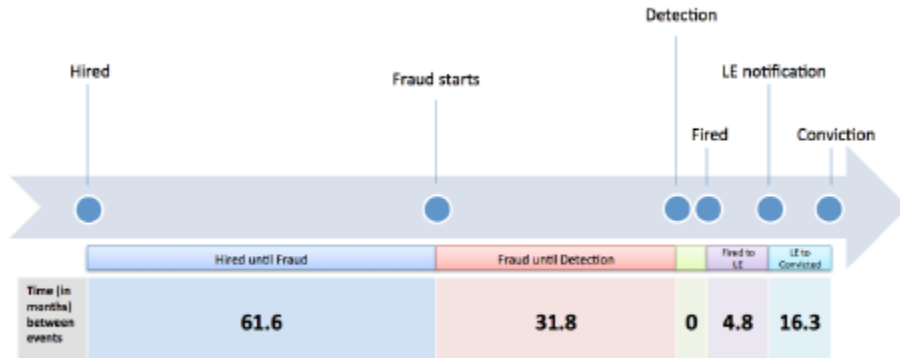 Detection
Hired
LE notification
Fraud starts
Fired
Conviction
Hired until Fraud
Fraud until Detection
Fired to
LE
LE to
Convicted
Time (in
months)
between
events
61.6
31.8
0
4.8
16.3